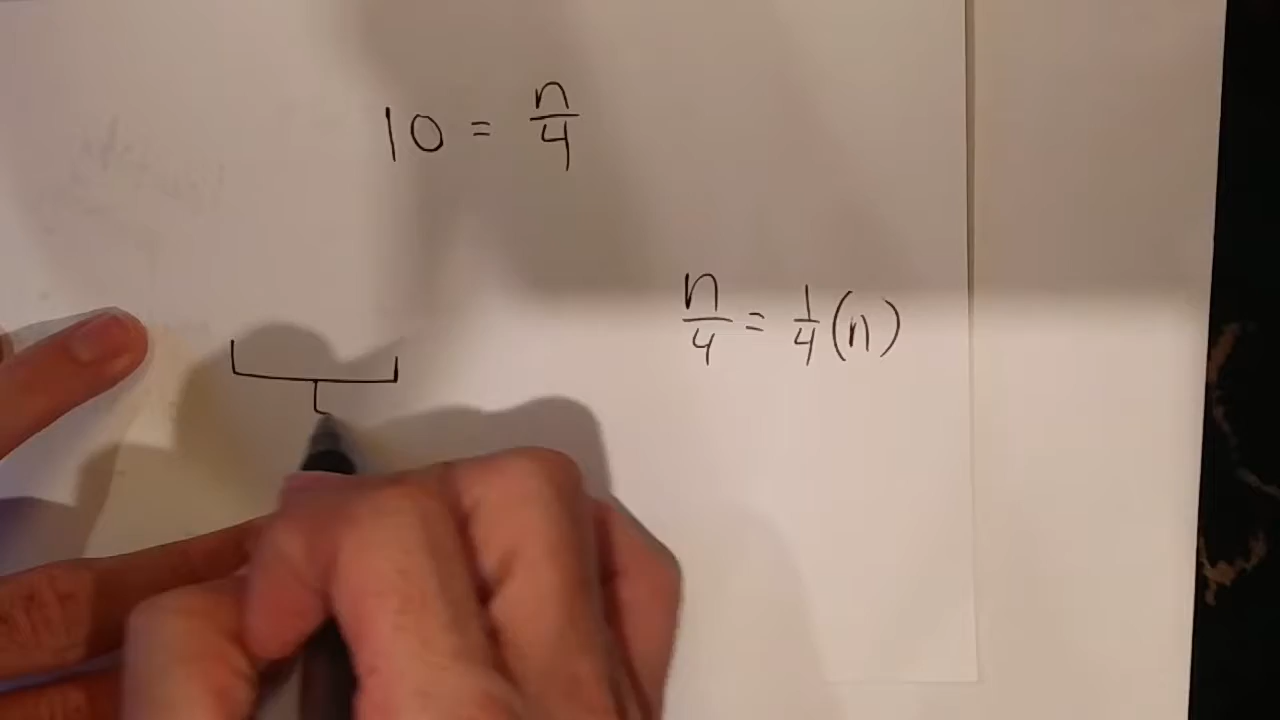 10 = n/4
n/4 = 1/4 (n)